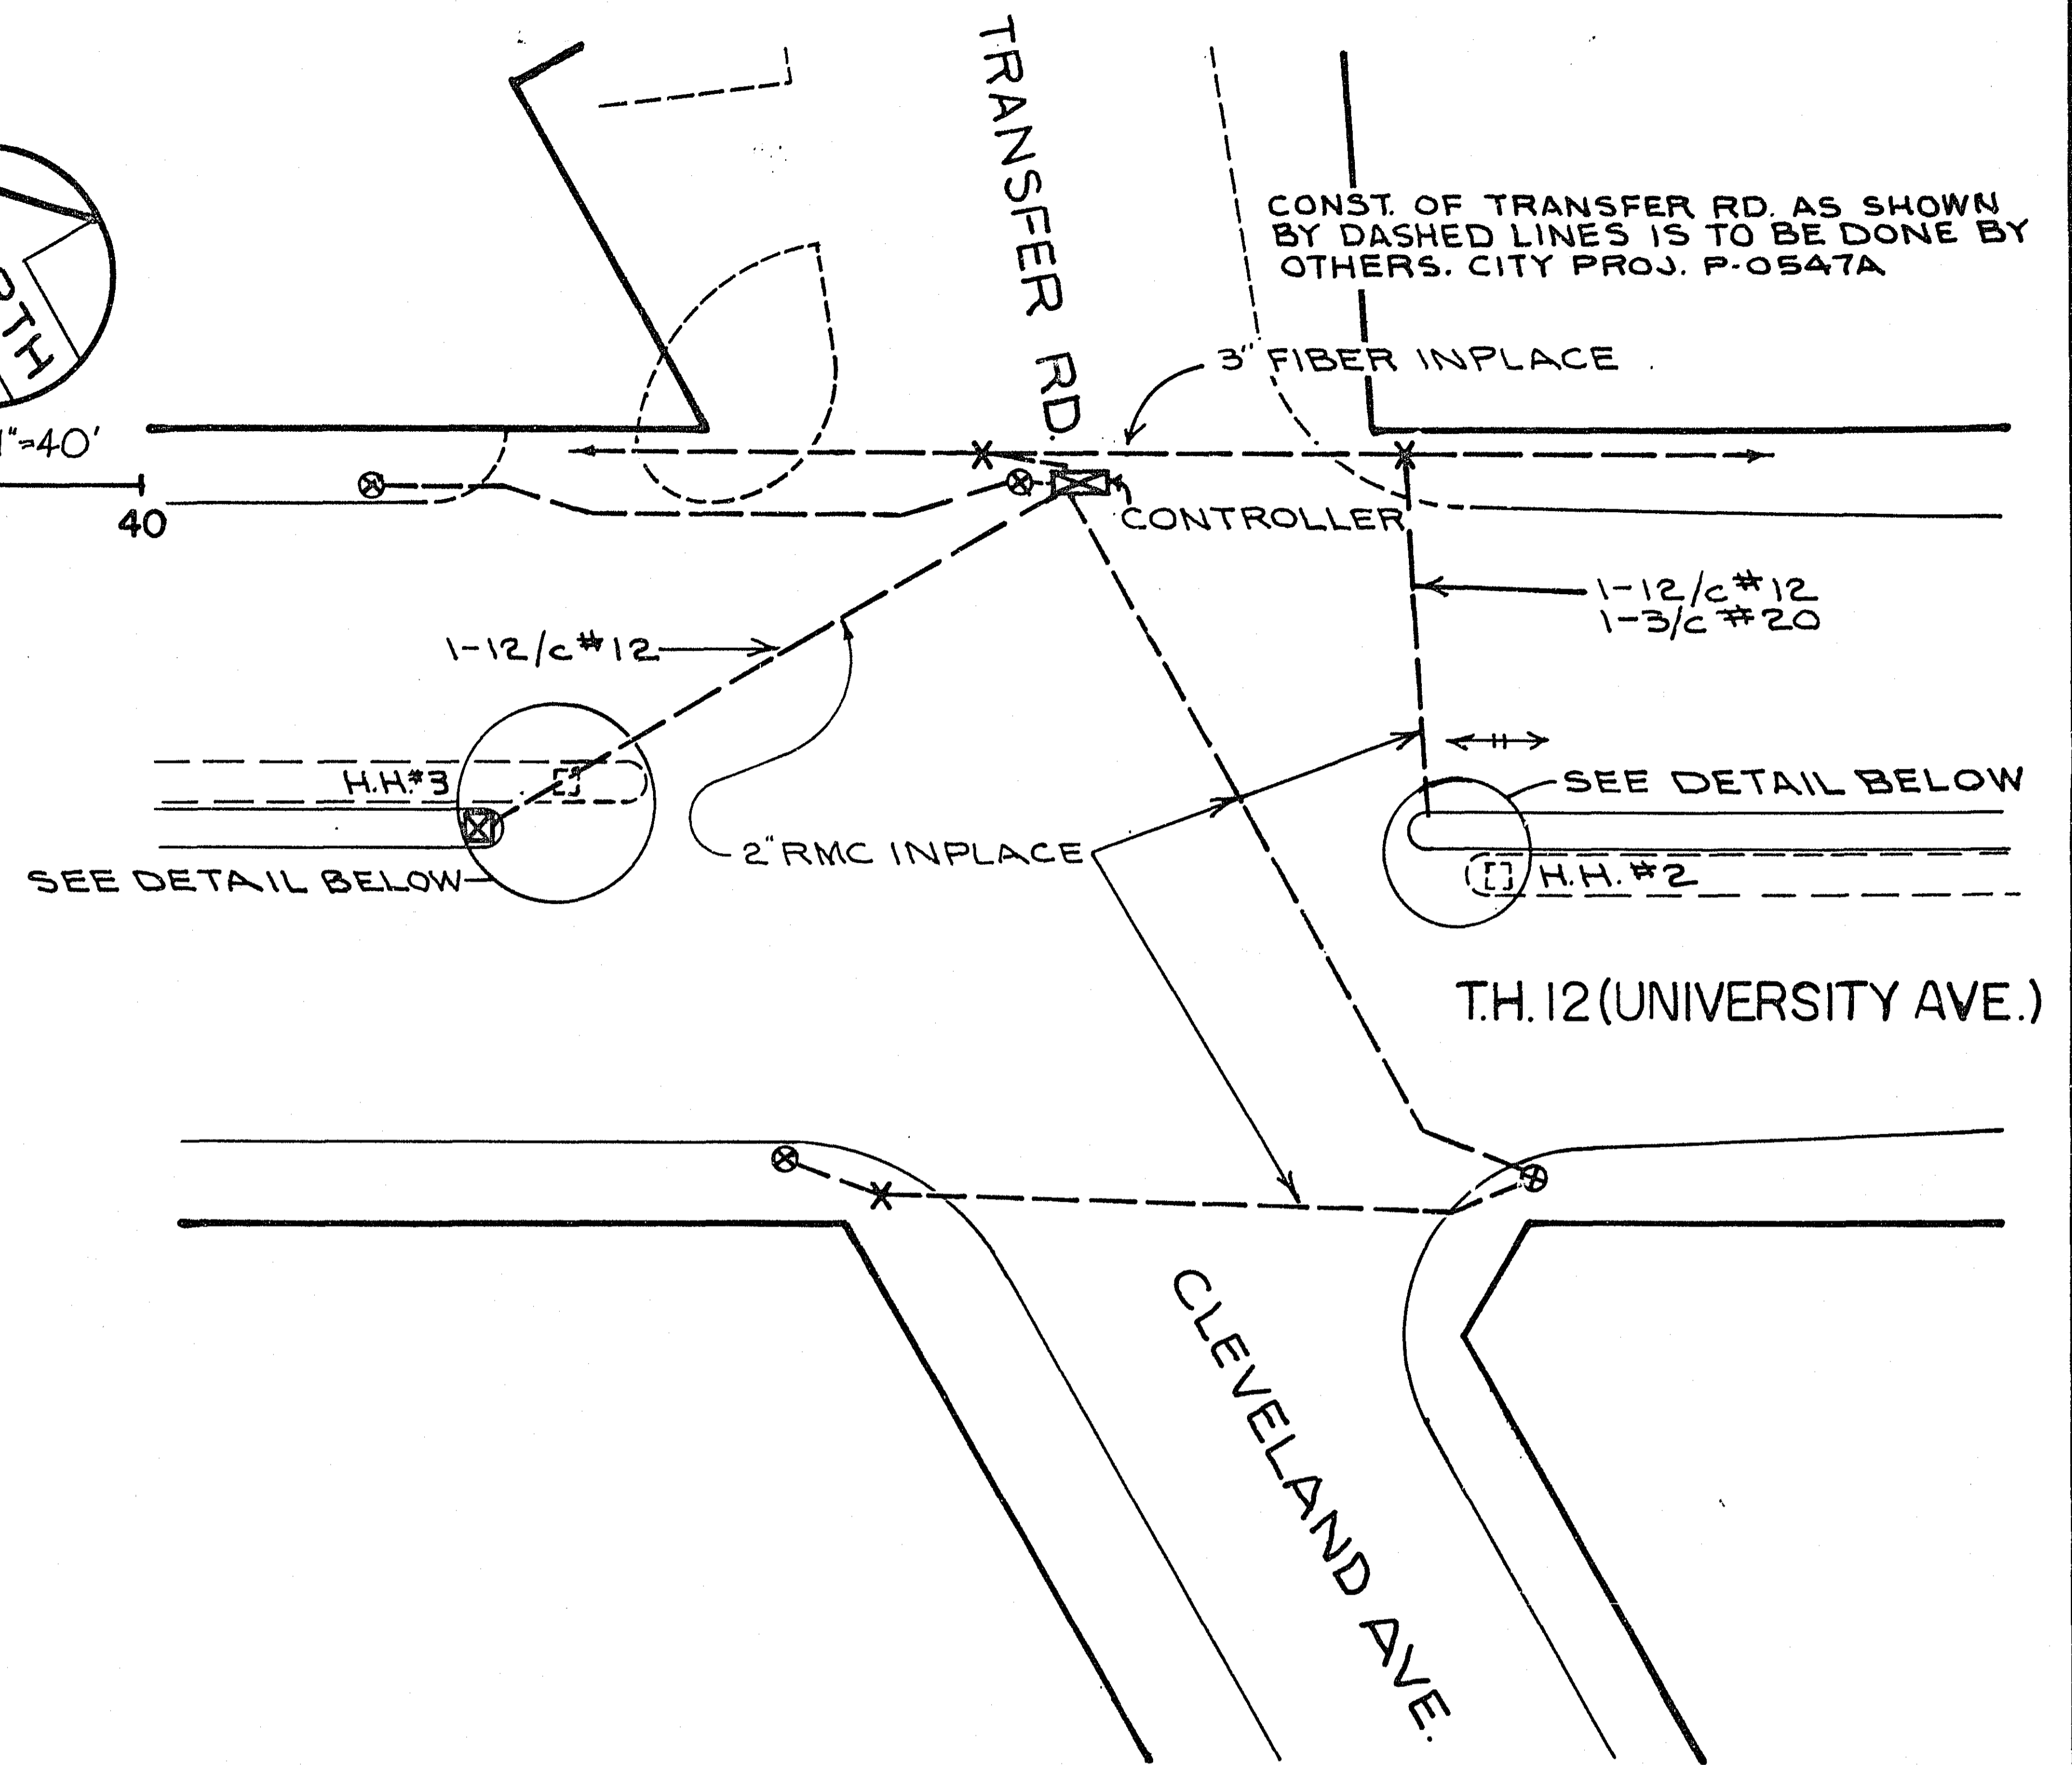 TRANSFER RD.
CONST. OF TRANSFER RD. AS SHOWN
BY DASHED LINES IS TO BE DONE BY
OTHERS. CITY PROJ. P-0547A
3" FIBER INPLACE
1"=40'
40
CONTROLLER
1-12/c #12
1-3/c #20
1-12/c #12
H.H.#3
SEE DETAIL BELOW
2" RMC INPLACE
SEE DETAIL BELOW
H.H. #2
T.H. 12 (UNIVERSITY AVE.)
CLEVELAND AVE.